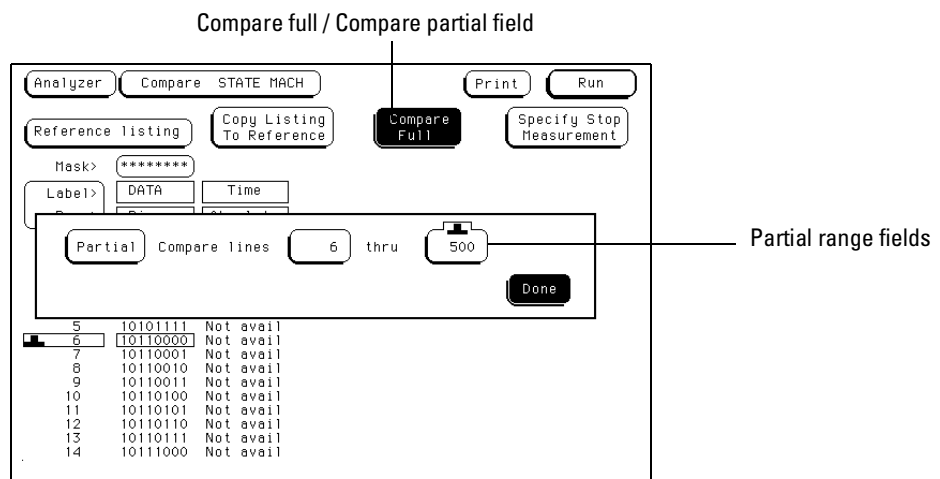 Compare full / Compare partial field
Analyzer Compare STATE MACH Print Run
Reference listing Copy Listing To Reference Compare Full Specify Stop Measurement
Mask> ********
Label> DATA Time
Partial Compare lines 6 thru 500
Partial range fields
Done
5 10101111 Not avail
6 10110000 Not avail
7 10110001 Not avail
8 10110010 Not avail
9 10110011 Not avail
10 10110100 Not avail
11 10110101 Not avail
12 10110110 Not avail
13 10110111 Not avail
14 10111000 Not avail